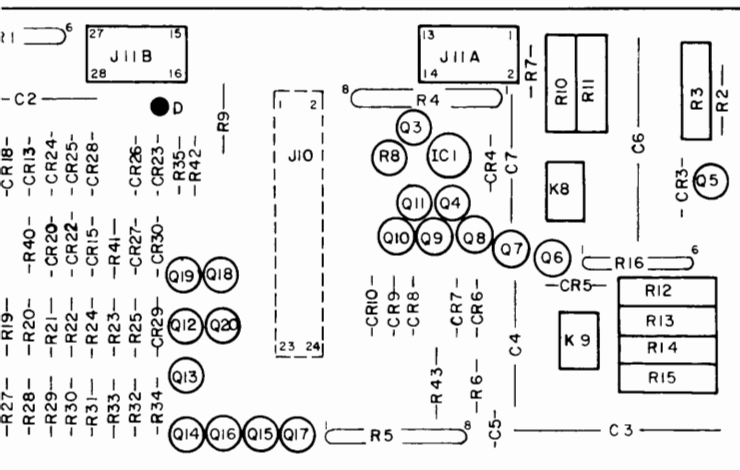 R1 6
27 15
J11B
28 16
13 1
J11A
14 2
-R7-
R10
R11
R3
R2
-C2
D
R9
1 2
J10
23 24
8 R4 1
Q3
R8
IC1
-CR4-
C7
C6
K8
-CR3-
Q5
CR18-
-CR13-
-CR24-
-CR25-
-CR28-
-CR26-
-CR23-
-R35-
-R42-
Q11
Q4
Q10
Q9
Q8
Q7
Q6
-R40-
-CR20-
-CR22-
-CR15-
-R41-
-CR27-
-CR30-
Q19
Q18
1 R16 6
-CR5-
R12
R13
R14
R15
K9
-CR10-
-CR9-
-CR8-
-CR7-
-CR6-
C4
-R19-
-R20-
-R21-
-R22-
-R24-
-R23-
-R25-
-CR29-
Q12
Q20
Q13
-R27-
-R28-
-R29-
-R30-
-R31-
-R33-
-R32-
-R34-
-R43-
-R6-
Q14
Q16
Q15
Q17
1 R5 8
-C5-
C3